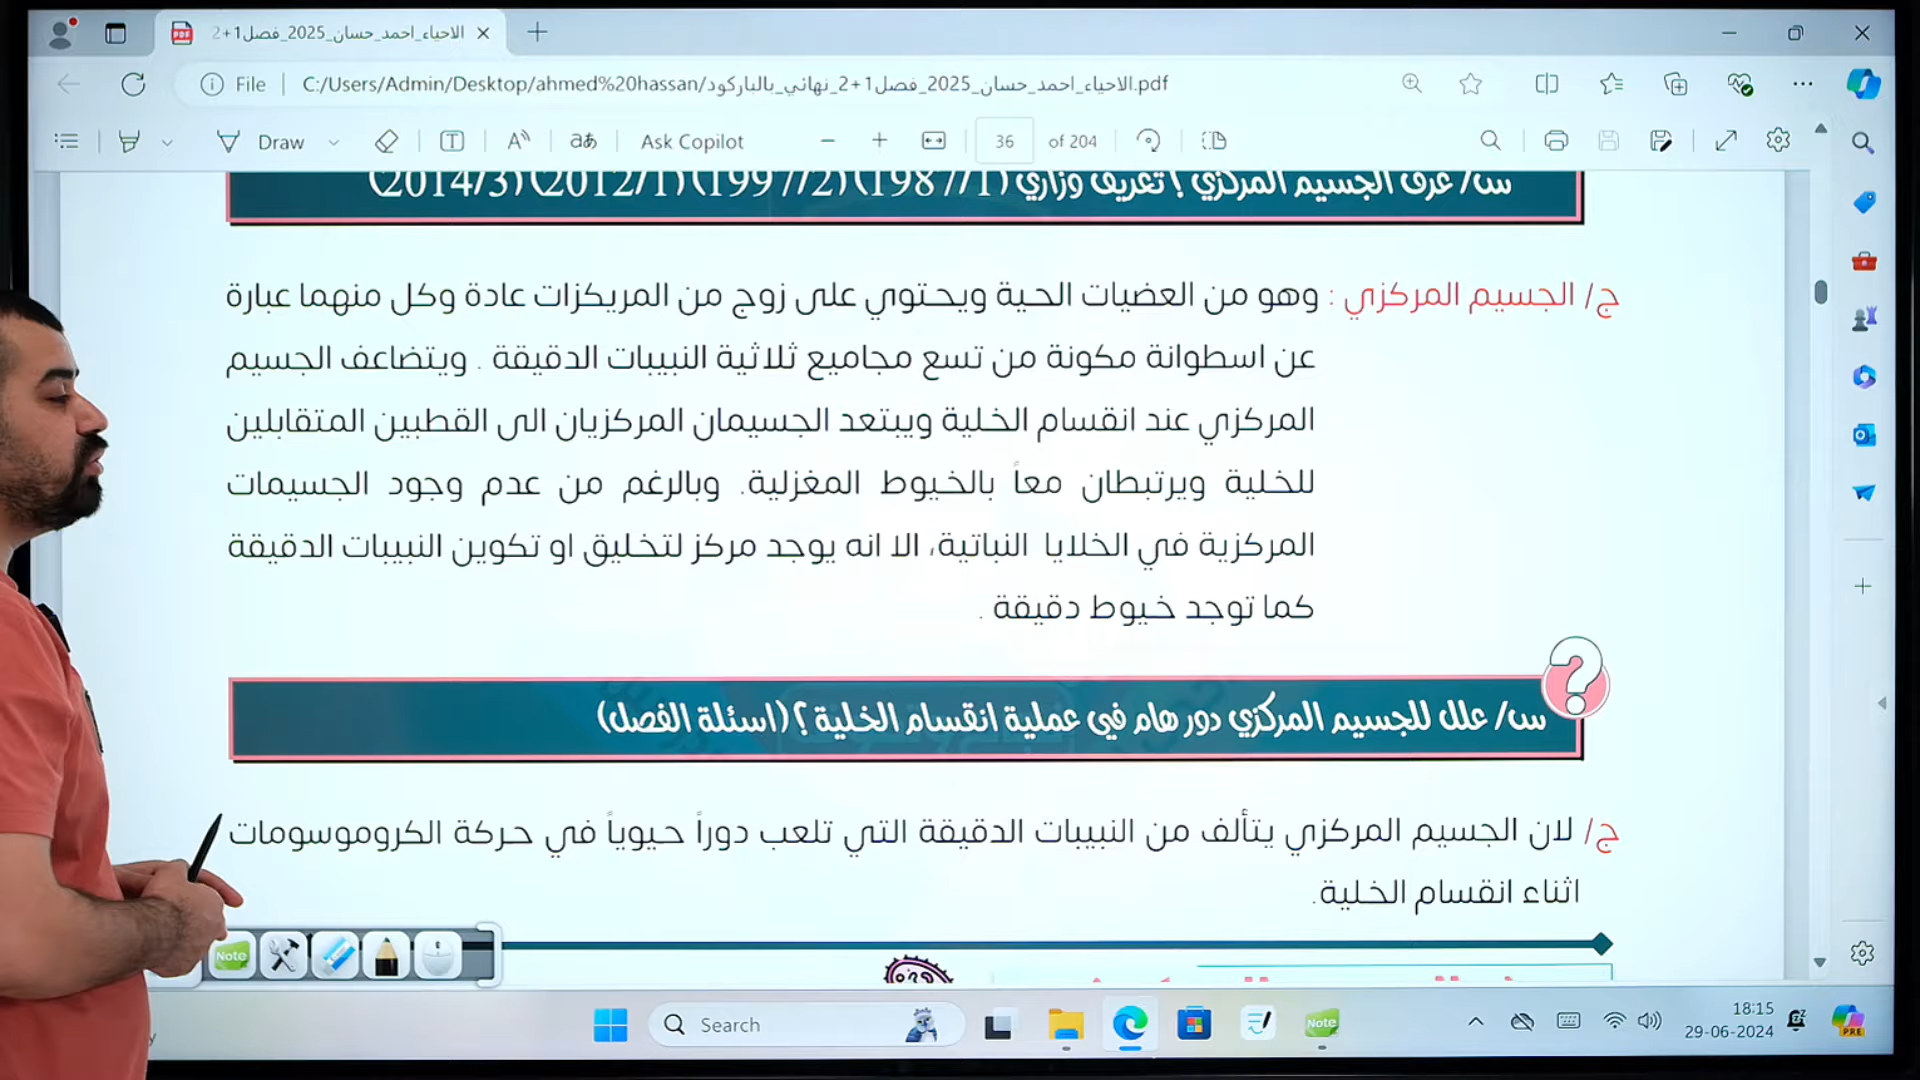 الاحياء_احمد_حسان_2025_فصل1+2
File
C:/Users/Admin/Desktop/ahmed%20hassan/الاحياء_احمد_حسان_2025_فصل1+2_نهائي_بالباركود.pdf
Draw
Ask Copilot
36 of 204
س/ عرف الجسيم المركزي ؟ تعريف وزاري (1987/1) (1997/2) (2012/1) (2014/3)
ج/ الجسيم المركزي : وهو من العضيات الحية ويحتوي على زوج من المريكزات عادة وكل منهما عبارة
عن اسطوانة مكونة من تسع مجاميع ثلاثية النبيبات الدقيقة . ويتضاعف الجسيم
المركزي عند انقسام الخلية ويبتعد الجسيمان المركزيان الى القطبين المتقابلين
للخلية ويرتبطان معاً بالخيوط المغزلية. وبالرغم من عدم وجود الجسيمات
المركزية في الخلايا النباتية، الا انه يوجد مركز لتخليق او تكوين النبيبات الدقيقة
كما توجد خيوط دقيقة .
س/ علل للجسيم المركزي دور هام في عملية انقسام الخلية ؟ (اسئلة الفصل)
ج/ لان الجسيم المركزي يتألف من النبيبات الدقيقة التي تلعب دوراً حيوياً في حركة الكروموسومات
اثناء انقسام الخلية.
Note
Search
Note
18:15
29-06-2024
PRE